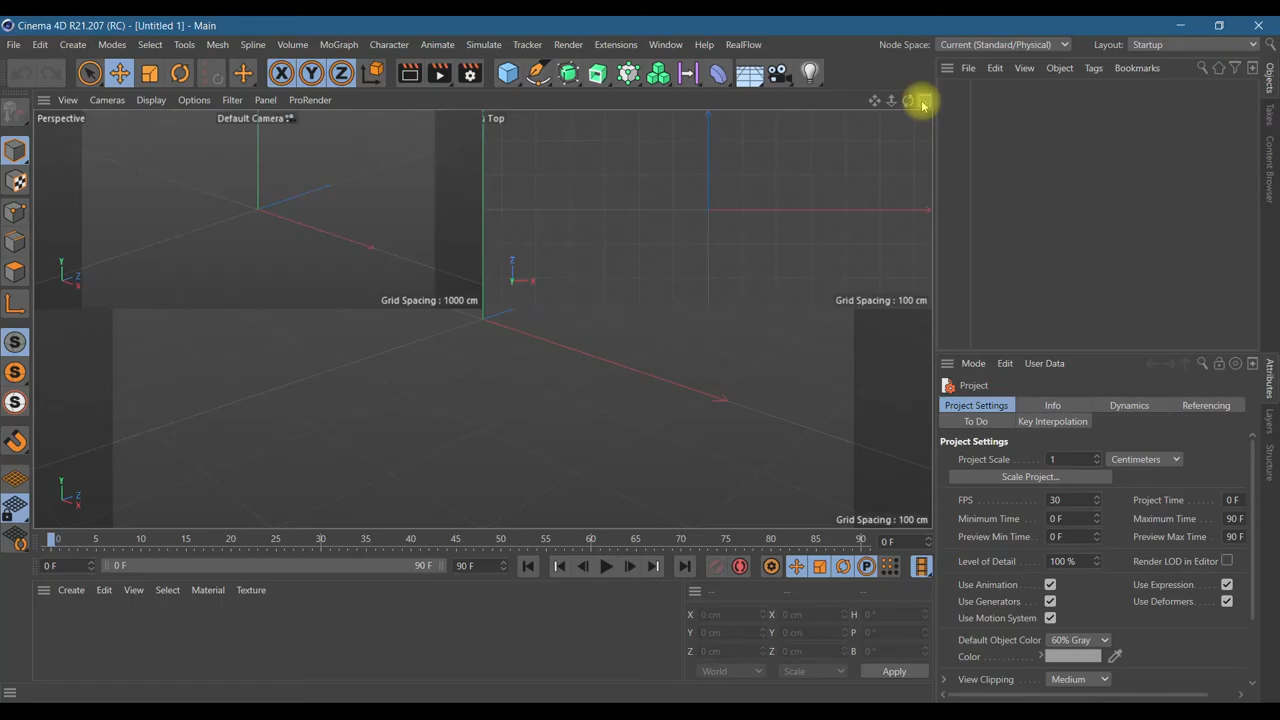 Cinema 4D R21.207 (RC) - [Untitled 1] - Main
File Edit Create Modes Select Tools Mesh Spline Volume MoGraph Character Animate Simulate Tracker Render Extensions Window Help RealFlow Node Space: Current (Standard/Physical) Layout: Startup
X Y Z
File Edit View Object Tags Bookmarks
View Cameras Display Options Filter Panel ProRender
Perspective Default Camera Top
Y Z X
Z Y X
Grid Spacing : 1000 cm Grid Spacing : 100 cm
Objects
Takes
Content Browser
Mode Edit User Data
Project
Project Settings Info Dynamics Referencing
To Do Key Interpolation
Project Settings
Project Scale 1 Centimeters
Scale Project...
FPS 30 Project Time 0 F
Minimum Time 0 F Maximum Time 90 F
Preview Min Time 0 F Preview Max Time 90 F
Level of Detail 100 % Render LOD in Editor
Use Animation Use Expression
Use Generators Use Deformers
Use Motion System
Default Object Color 60% Gray
Color
View Clipping Medium
Attributes
Layers
Structure
S
S
S
Y Z X
Grid Spacing : 100 cm
0 5 10 15 20 25 30 35 40 45 50 55 60 65 70 75 80 85 90 0 F
0 F 0 F 90 F 90 F P
Create Edit View Select Material Texture
-- -- --
X 0 cm X 0 cm H 0 °
Y 0 cm Y 0 cm P 0 °
Z 0 cm Z 0 cm B 0 °
World Scale Apply